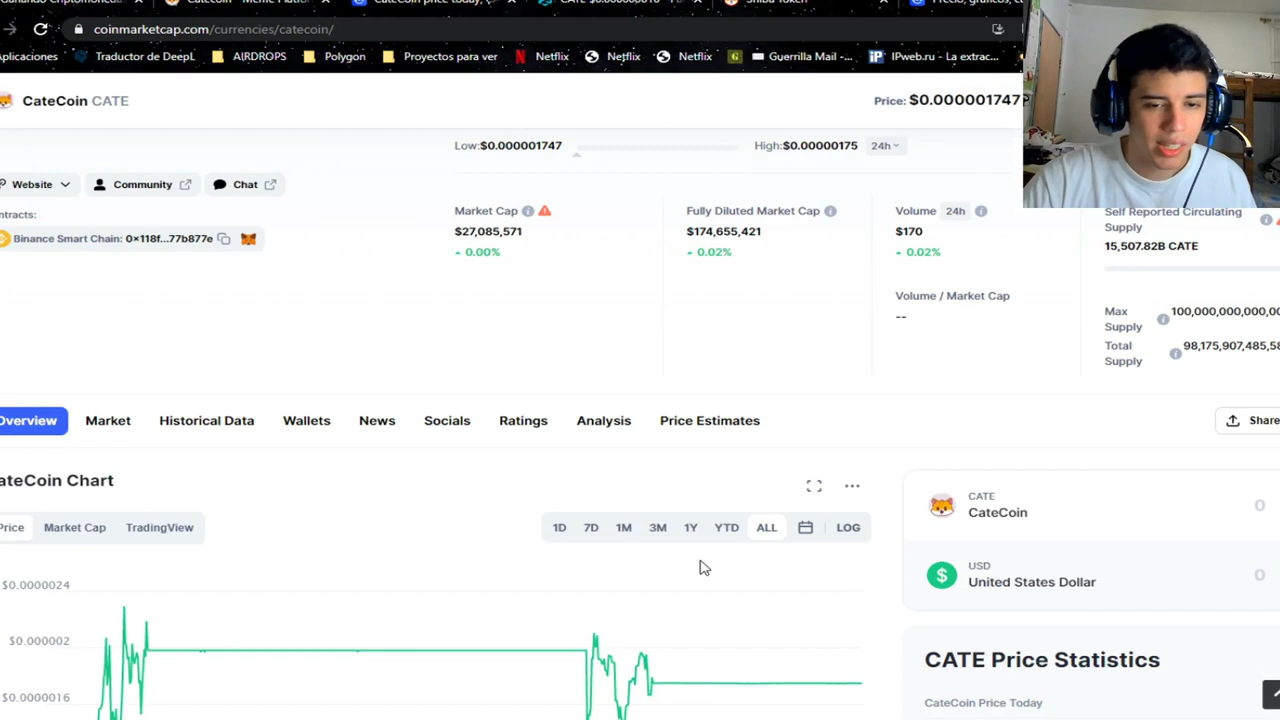 coinmarketcap.com/currencies/catecoin/
plicaciones Traductor de DeepL A(RDROPS Polygon Proyectos para ver Netflix Netflix Netflix Guerrilla Mail -... IPweb.ru - La extrac...
CateCoin CATE
Price: $0.000001747
Low:$0.000001747 High:$0.00000175 24h
Website Community Chat
ntracts:
Binance Smart Chain: 0x118f...77b877e
Market Cap
$27,085,571
0.00%
Fully Diluted Market Cap
$174,655,421
0.02%
Volume 24h
$170
0.02%
Volume / Market Cap
--
Self Reported Circulating
Supply
15,507.82B CATE
Max
Supply
100,000,000,000,00
Total
Supply
98,175,907,485,58
Overview Market Historical Data Wallets News Socials Ratings Analysis Price Estimates
Share
ateCoin Chart
Price Market Cap TradingView
1D 7D 1M 3M 1Y YTD ALL LOG
$0.0000024
$0.000002
$0.0000016
CATE
CateCoin
0
USD
United States Dollar
0
CATE Price Statistics
CateCoin Price Today